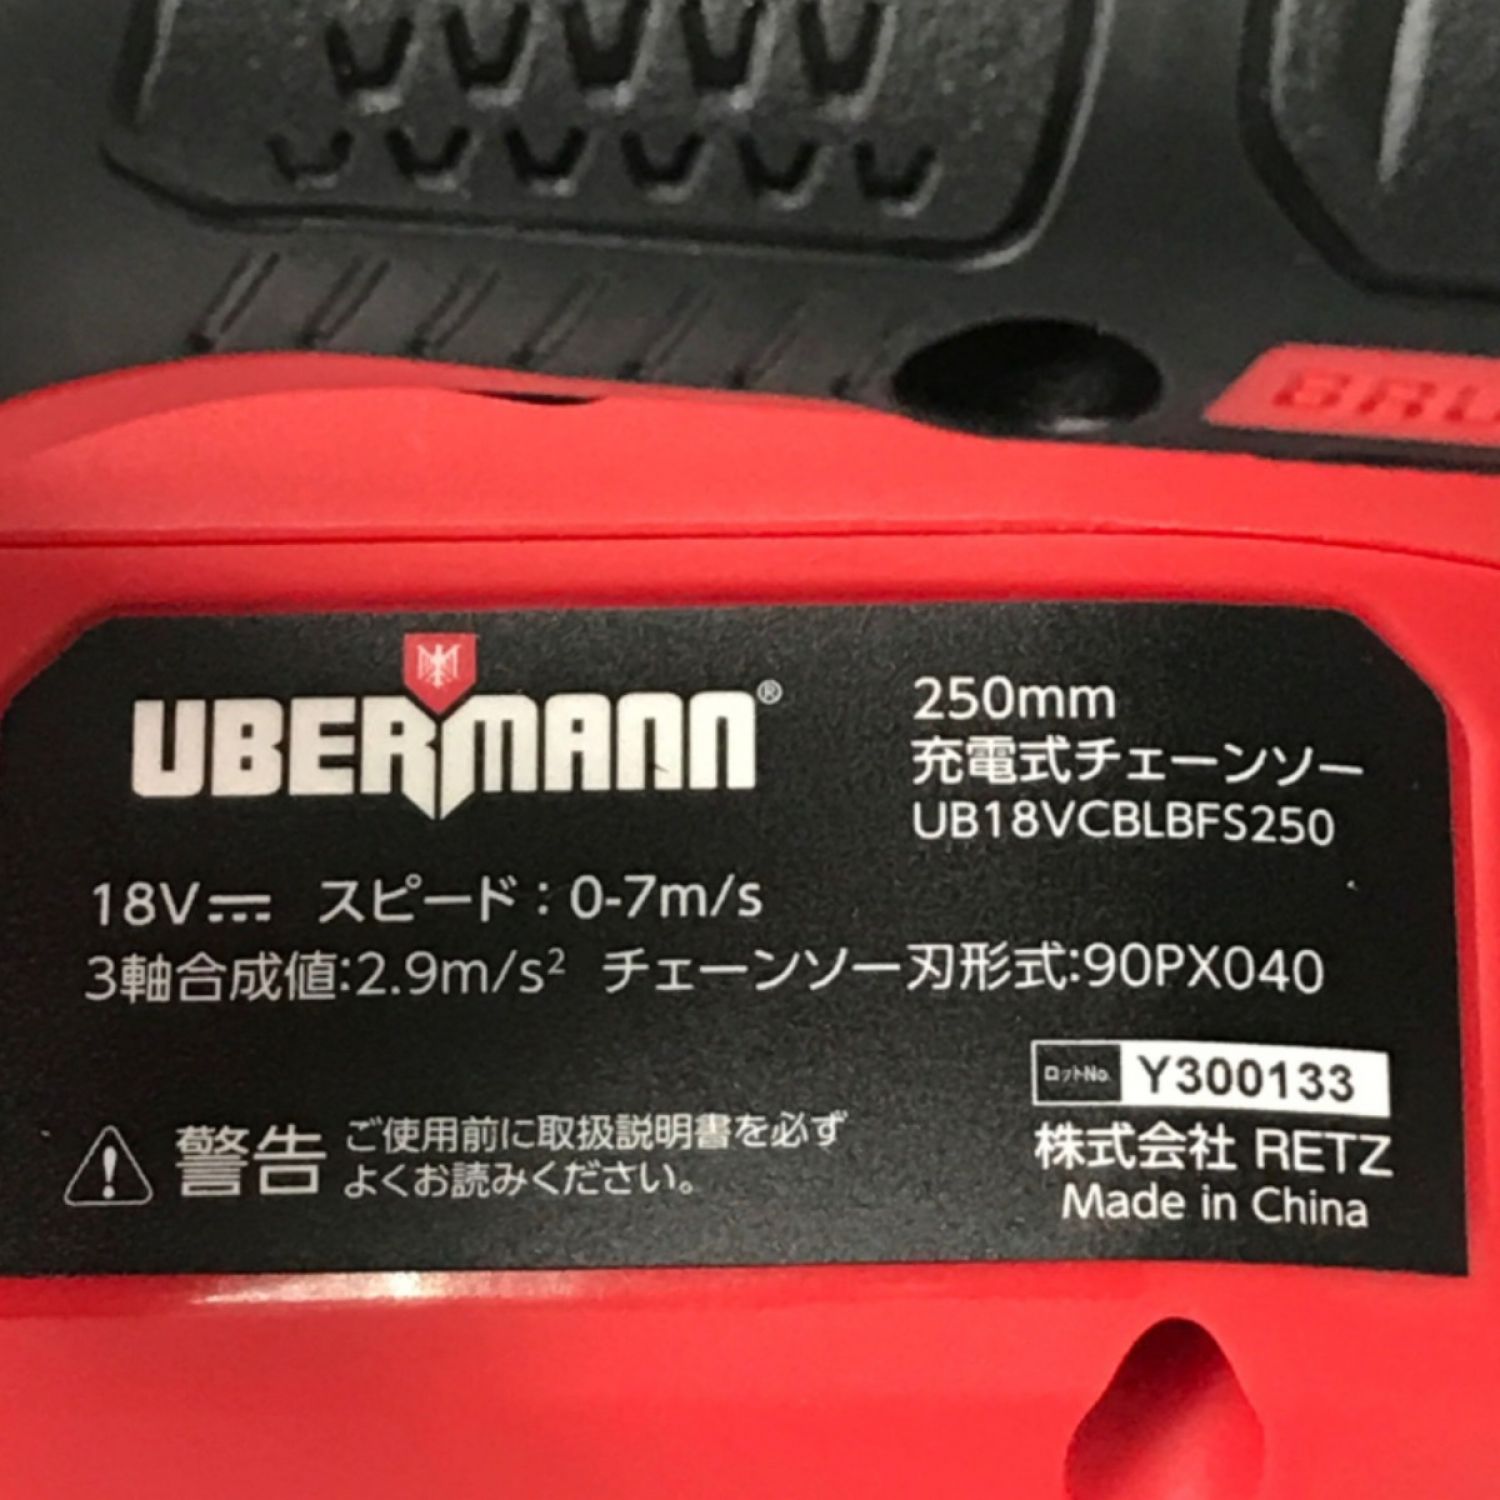 UBERMANN®
250mm
充電式チェーンソー
UB18VCBLBFS250
18V スピード：0-7m/s
3軸合成値:2.9m/s² チェーンソー刃形式:90PX040
ロットNo. Y300133
警告 ご使用前に取扱説明書を必ず
よくお読みください。
株式会社 RETZ
Made in China